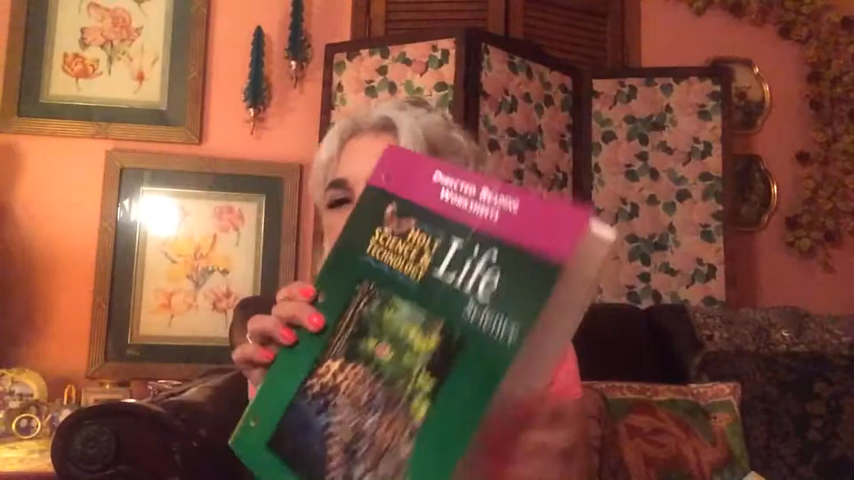 DIRECTED READING
WORKSHEETS
HOLT
SCIENCE &
TECHNOLOGY
Life
SCIENCE